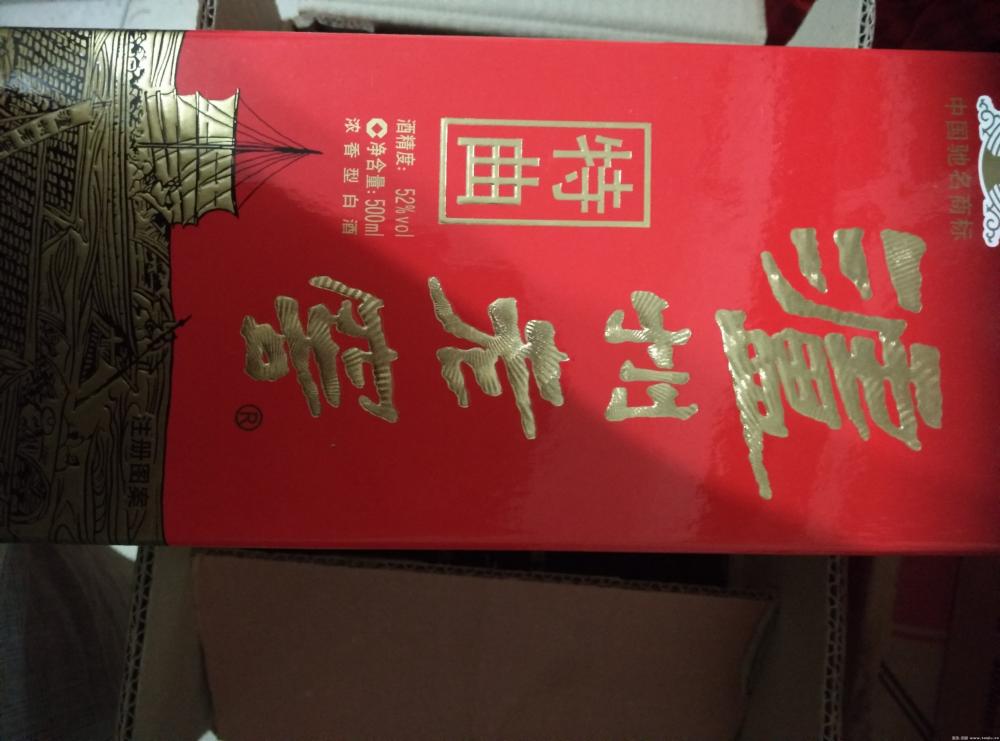 中国驰名商标
瀘州老窖
®
特曲
酒精度: 52%vol
净含量:500ml
浓香型白酒
注册图案